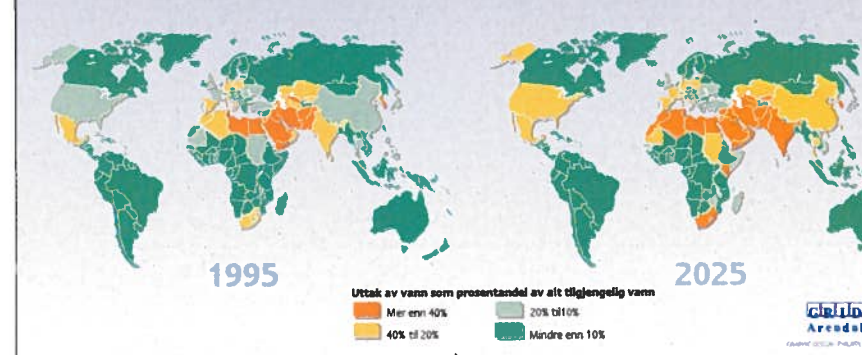 1995
2025
Uttak av vann som prosentandel av alt tilgjengelig vann
Mer enn 40%
20% til10%
40% til 20%
Mindre enn 10%
GRID
Arendal